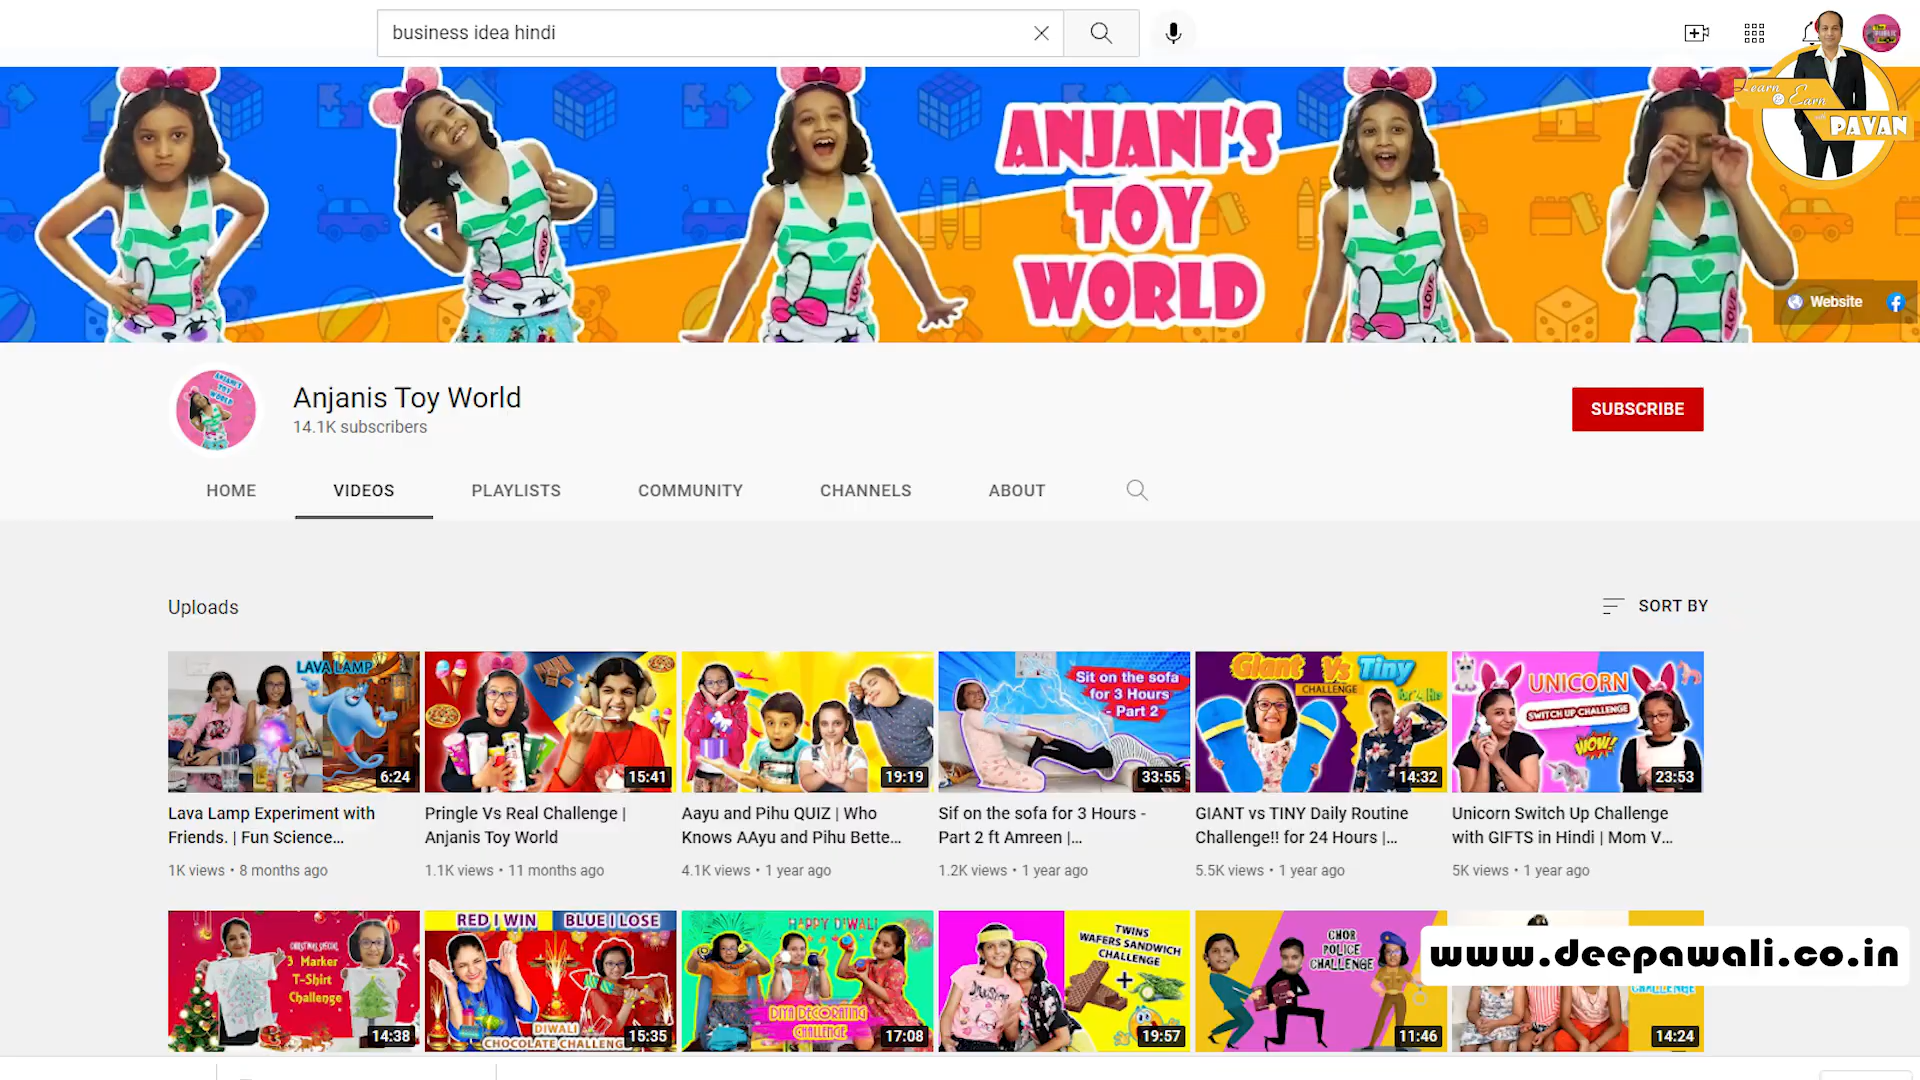 business idea hindi
Learn
& Earn
with
PAVAN
ANJANI'S
TOY
WORLD
Website
Anjanis Toy World
14.1K subscribers
SUBSCRIBE
HOME
VIDEOS
PLAYLISTS
COMMUNITY
CHANNELS
ABOUT
Uploads
SORT BY
LAVA LAMP
6:24
15:41
19:19
Sit on the sofa
for 3 Hours
- Part 2
33:55
Giant Vs Tiny
CHALLENGE
14:32
UNICORN
SWITCH UP CHALLENGE
WOW!
23:53
Lava Lamp Experiment with
Friends. | Fun Science...
1K views • 8 months ago
Pringle Vs Real Challenge |
Anjanis Toy World
1.1K views • 11 months ago
Aayu and Pihu QUIZ | Who
Knows AAyu and Pihu Bette...
4.1K views • 1 year ago
Sif on the sofa for 3 Hours -
Part 2 ft Amreen |...
1.2K views • 1 year ago
GIANT vs TINY Daily Routine
Challenge!! for 24 Hours |...
5.5K views • 1 year ago
Unicorn Switch Up Challenge
with GIFTS in Hindi | Mom V...
5K views • 1 year ago
CHRISTMAS SPECIAL
3 Marker
T-Shirt
Challenge
14:38
RED I WIN
BLUE I LOSE
DIWALI
CHOCOLATE CHALLENG
15:35
HAPPY DIWALI
DIYA DECORATING
CHALLENGE
17:08
TWINS
WAFERS SANDWICH
CHALLENGE
19:57
CHOR
POLICE
CHALLENGE
11:46
www.deepawali.co.in
CHALLENGE
14:24